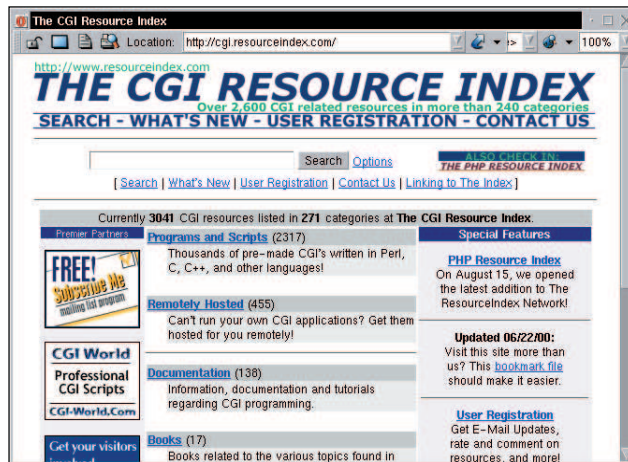 The CGI Resource Index
Location: http://cgi.resourceindex.com/ 100%
http://www.resourceindex.com
THE CGI RESOURCE INDEX
Over 2,600 CGI related resources in more than 240 categories
SEARCH - WHAT'S NEW - USER REGISTRATION - CONTACT US
Search Options
ALSO CHECK IN:
THE PHP RESOURCE INDEX
[ Search | What's New | User Registration | Contact Us | Linking to The Index ]
Currently 3041 CGI resources listed in 271 categories at The CGI Resource Index.
Premier Partners
FREE!
Subscribe Me
mailing list program
CGI World
Professional
CGI Scripts
CGI-World.Com
Get your visitors
Programs and Scripts (2317)
Thousands of pre-made CGI's written in Perl,
C, C++, and other languages!
Remotely Hosted (455)
Can't run your own CGI applications? Get them
hosted for you remotely!
Documentation (138)
Information, documentation and tutorials
regarding CGI programming.
Books (17)
Books related to the various topics found in
Special Features
PHP Resource Index
On August 15, we opened
the latest addition to The
ResourceIndex Network!
Updated 06/22/00:
Visit this site more than
us? This bookmark file
should make it easier.
User Registration
Get E-Mail Updates,
rate and comment on
resources, and more!